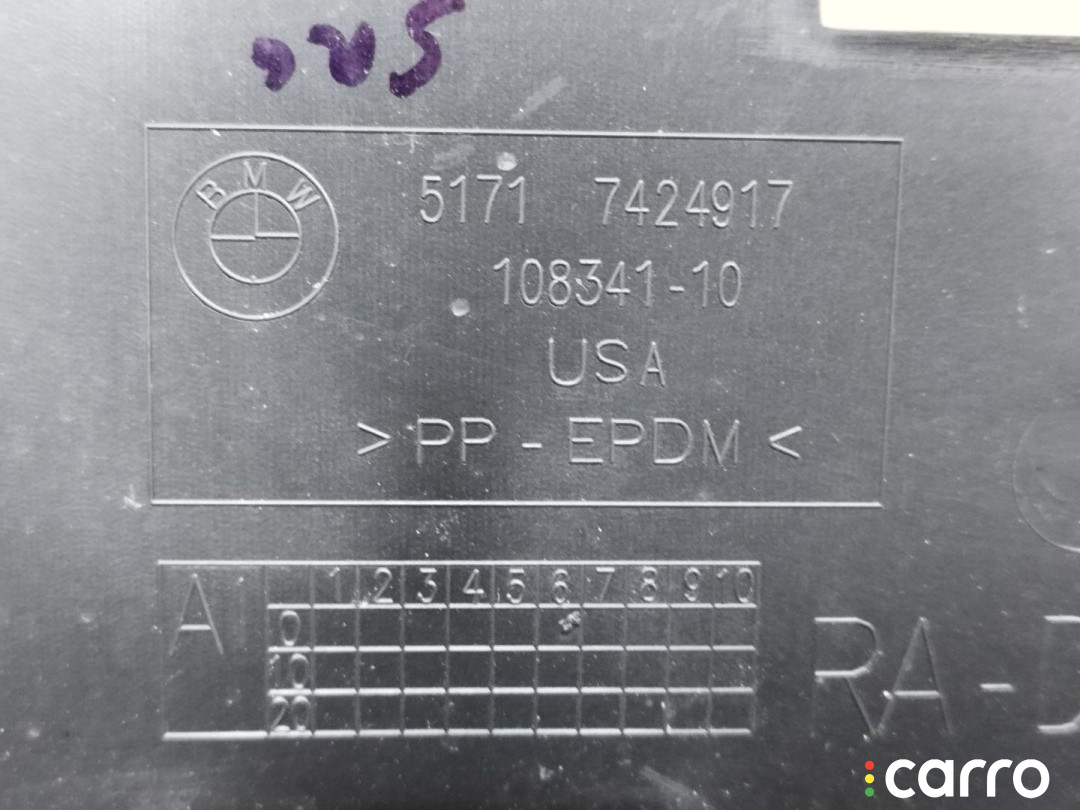 BMW
5171 7424917
108341-10
USA
>PP - EPDM<
A 1 2 3 4 5 6 7 8 9 10
0
10
20
RA-
carro